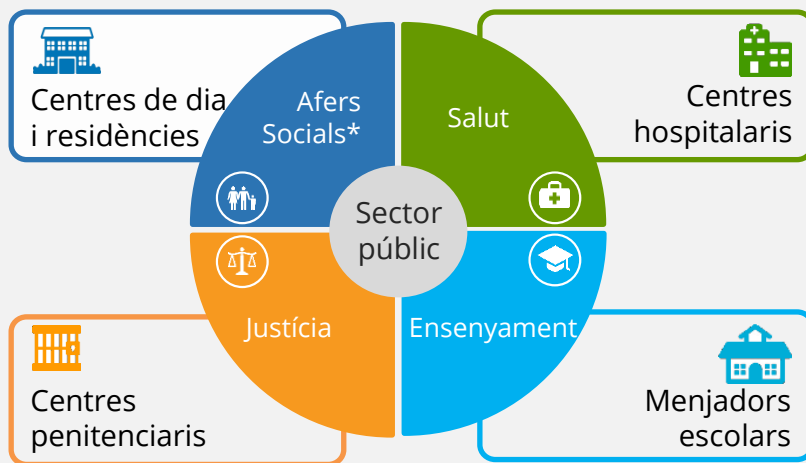 Centres de dia
i residències
Afers
Socials*
Salut
Centres
hospitalaris
Sector
públic
Justícia
Ensenyament
Centres
penitenciaris
Menjadors
escolars